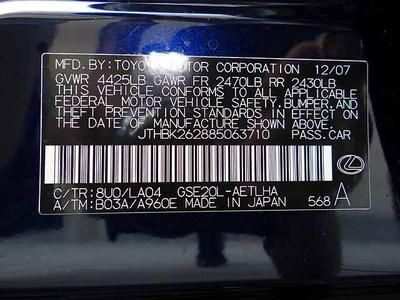 MFD. BY: TOYOTA MOTOR CORPORATION 12/07
GVWR 4425LB GAWR FR 2470LB RR 2430LB
THIS VEHICLE CONFORMS TO ALL APPLICABLE
FEDERAL MOTOR VEHICLE SAFETY, BUMPER, AND
THEFT PREVENTION STANDARDS IN EFFECT ON
THE DATE OF MANUFACTURE SHOWN ABOVE.
JTHBK262885063710 PASS. CAR
C/TR: 8U0/LA04 GSE20L-AETLHA
A/TM: B03A/A960E MADE IN JAPAN 568 A